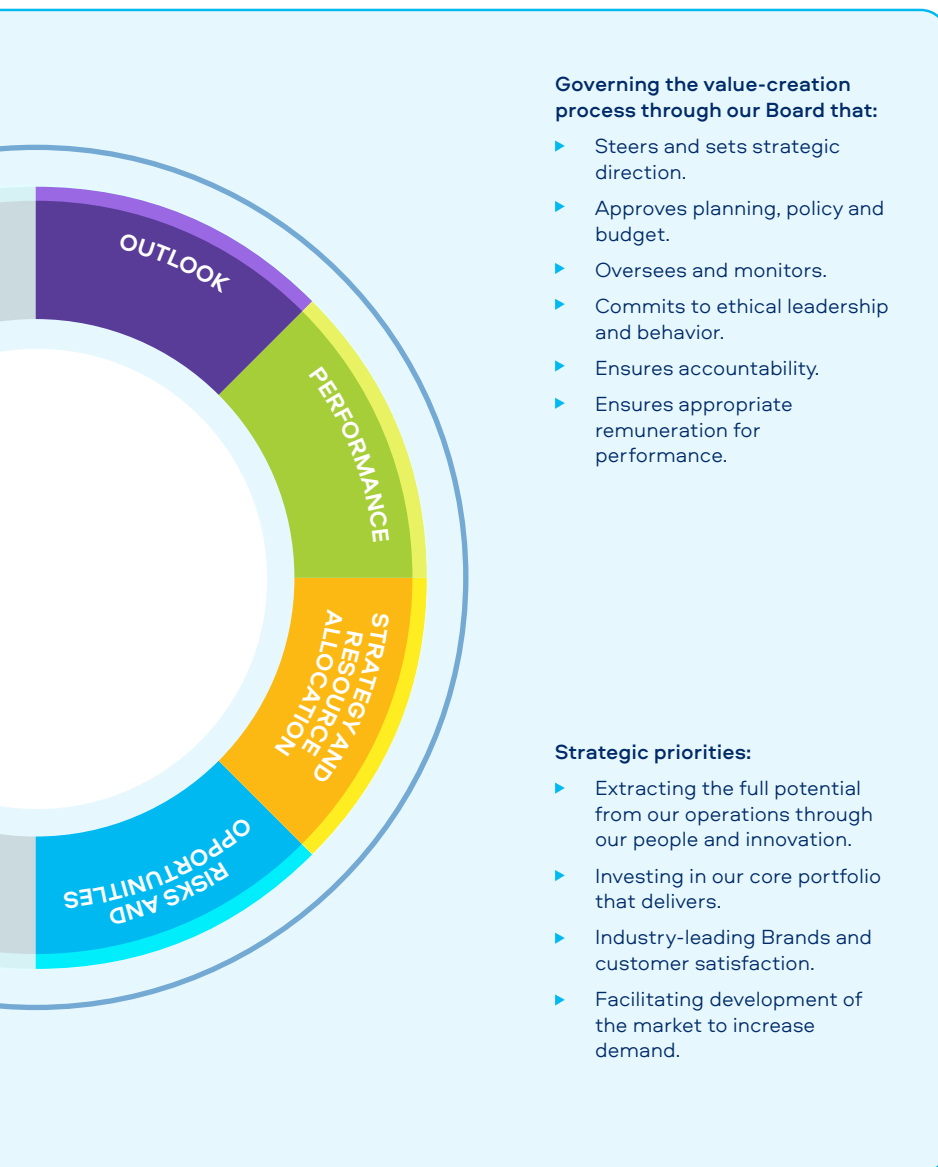 OUTLOOK
PERFORMANCE
STRATEGY AND
RESOURCE
ALLOCATION
RISKS AND
OPPORTUNITLES
Governing the value-creation
process through our Board that:
Steers and sets strategic
direction.
Approves planning, policy and
budget.
Oversees and monitors.
Commits to ethical leadership
and behavior.
Ensures accountability.
Ensures appropriate
remuneration for
performance.
Strategic priorities:
Extracting the full potential
from our operations through
our people and innovation.
Investing in our core portfolio
that delivers.
Industry-leading Brands and
customer satisfaction.
Facilitating development of
the market to increase
demand.